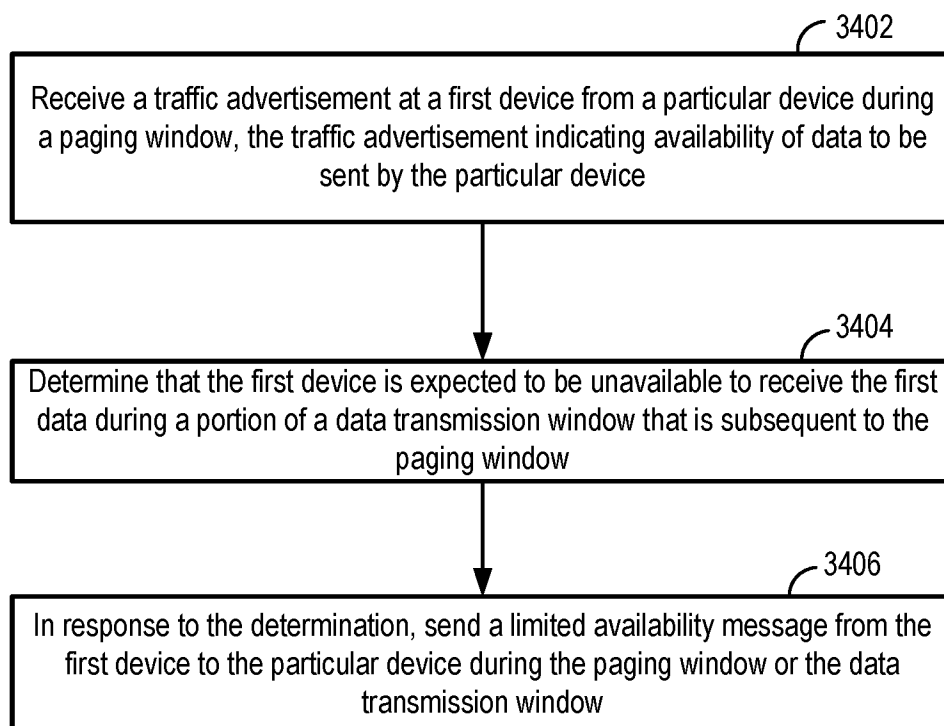 3402
Receive a traffic advertisement at a first device from a particular device during
a paging window, the traffic advertisement indicating availability of data to be
sent by the particular device
3404
Determine that the first device is expected to be unavailable to receive the first
data during a portion of a data transmission window that is subsequent to the
paging window
3406
In response to the determination, send a limited availability message from the
first device to the particular device during the paging window or the data
transmission window